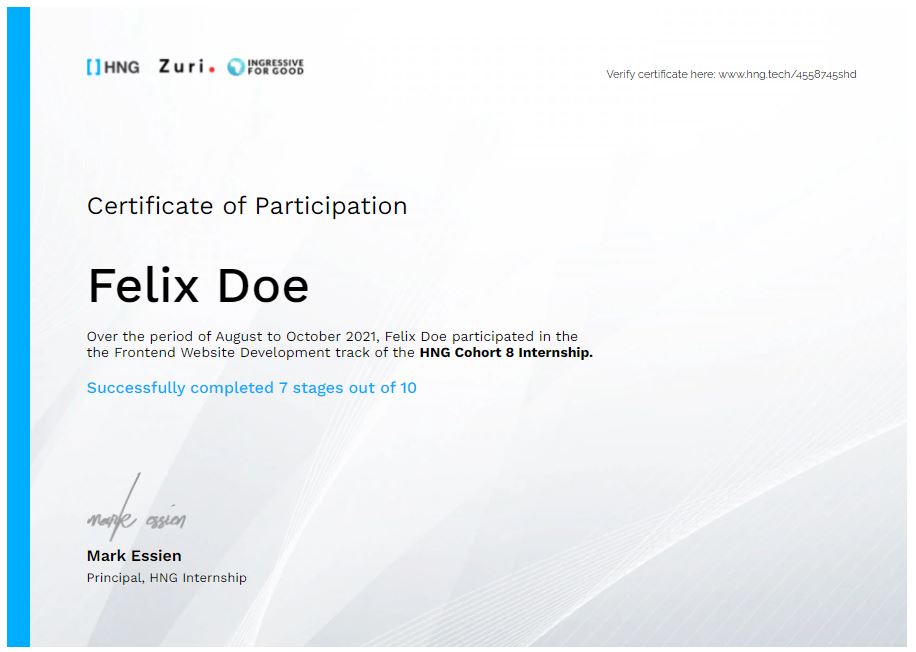 []HNG Zuri. INGRESSIVE
FOR GOOD
Verify certificate here: www.hng.tech/4558745shd
Certificate of Participation
Felix Doe
Over the period of August to October 2021, Felix Doe participated in the
the Frontend Website Development track of the HNG Cohort 8 Internship.
Successfully completed 7 stages out of 10
mark essien
Mark Essien
Principal, HNG Internship